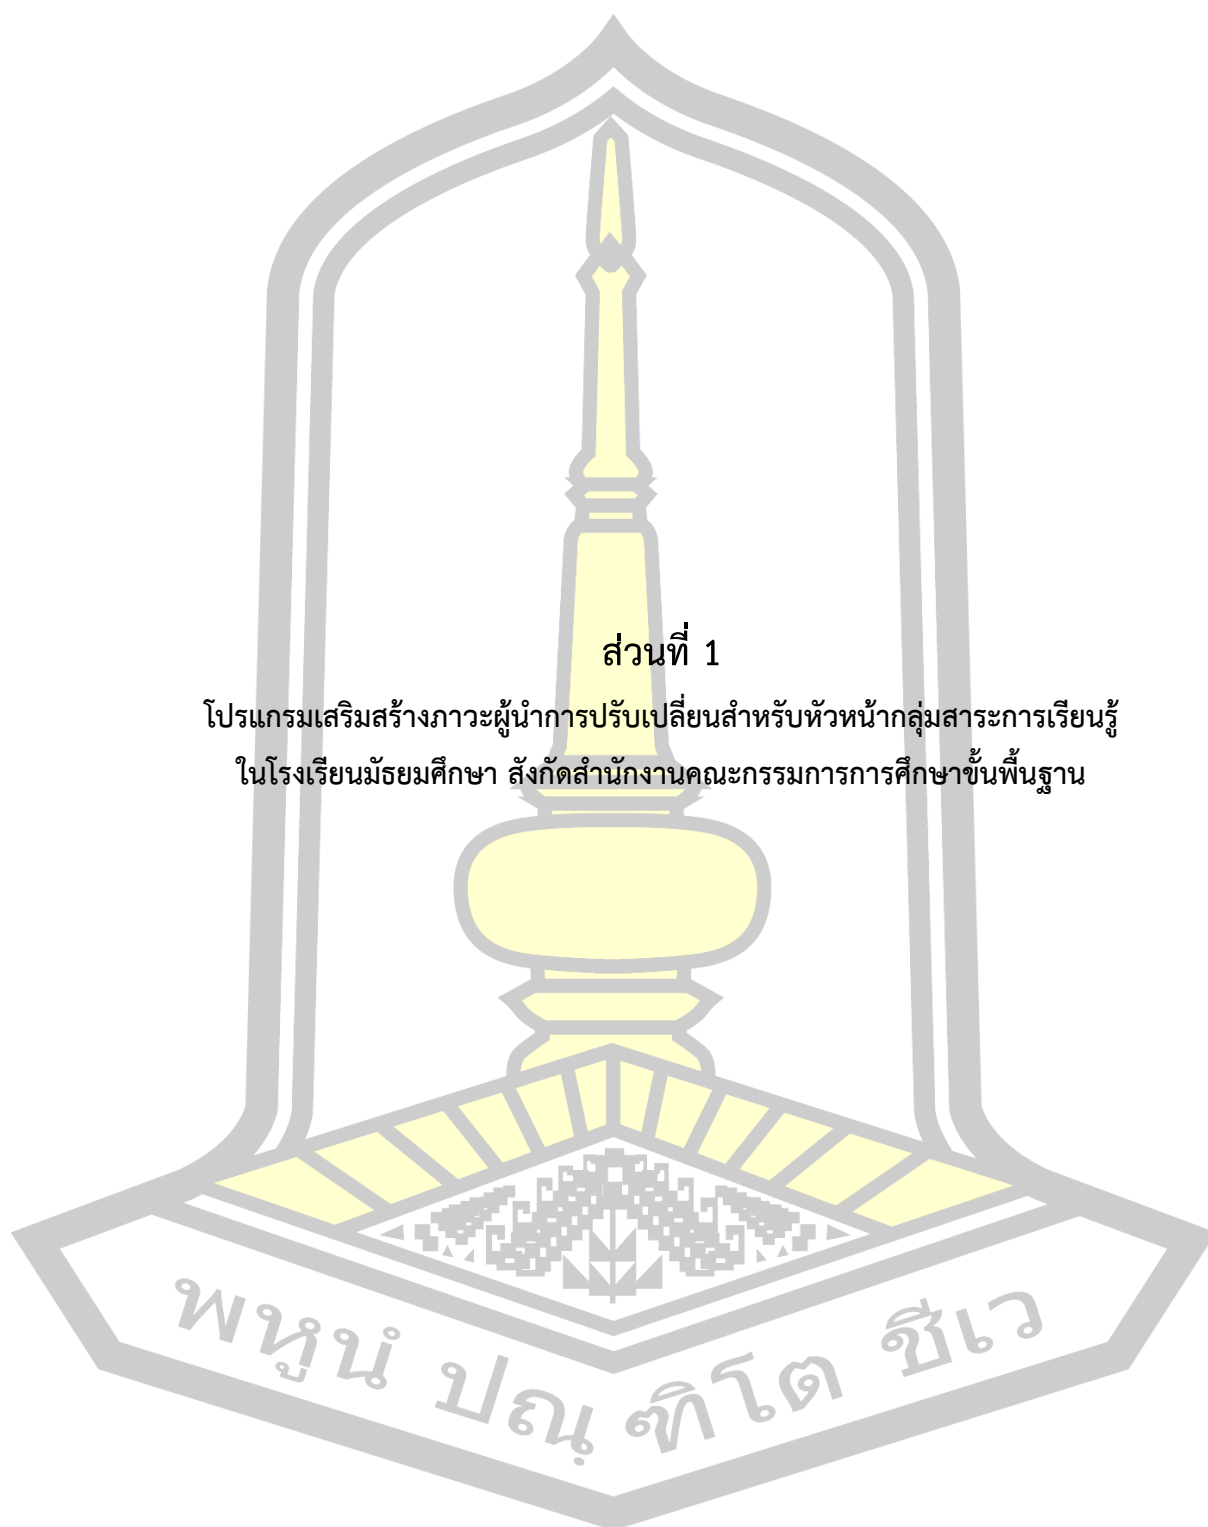 ส่วนที่ 1
โปรแกรมเสริมสร้างภาวะผู้นำการปรับเปลี่ยนสำหรับหัวหน้ากลุ่มสาระการเรียนรู้
ในโรงเรียนมัธยมศึกษา สังกัดสำนักงานคณะกรรมการการศึกษาขั้นพื้นฐาน
พหูนํ ปณฺฑิโต ชีเว